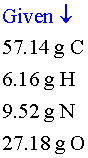 Given ↓
57.14 g C
6.16 g H
9.52 g N
27.18 g O